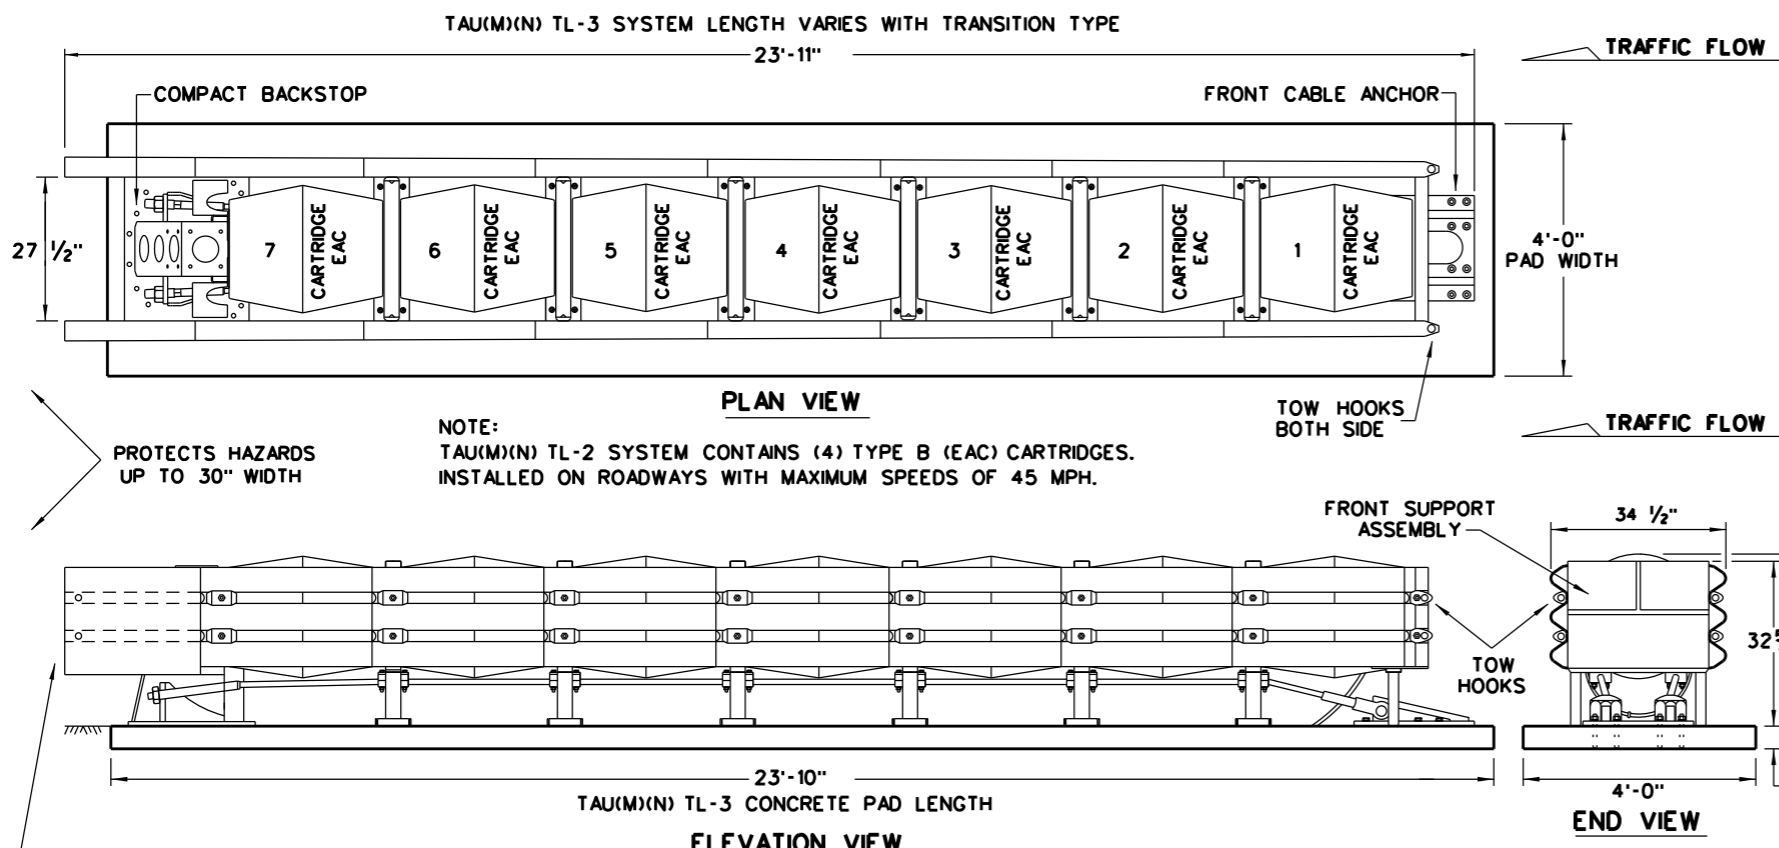 TAU(M)(N) TL-3 SYSTEM LENGTH VARIES WITH TRANSITION TYPE
23'-11"
TRAFFIC FLOW
COMPACT BACKSTOP
FRONT CABLE ANCHOR
27 ½"
7
CARTRIDGE
EAC
6
CARTRIDGE
EAC
5
CARTRIDGE
EAC
4
CARTRIDGE
EAC
3
CARTRIDGE
EAC
2
CARTRIDGE
EAC
1
CARTRIDGE
EAC
4'-0"
PAD WIDTH
PLAN VIEW
TOW HOOKS
BOTH SIDE
TRAFFIC FLOW
NOTE:
TAU(M)(N) TL-2 SYSTEM CONTAINS (4) TYPE B (EAC) CARTRIDGES.
INSTALLED ON ROADWAYS WITH MAXIMUM SPEEDS OF 45 MPH.
PROTECTS HAZARDS
UP TO 30" WIDTH
FRONT SUPPORT
ASSEMBLY
34 ½"
32
TOW
HOOKS
23'-10"
TAU(M)(N) TL-3 CONCRETE PAD LENGTH
4'-0"
END VIEW
ELEVATION VIEW